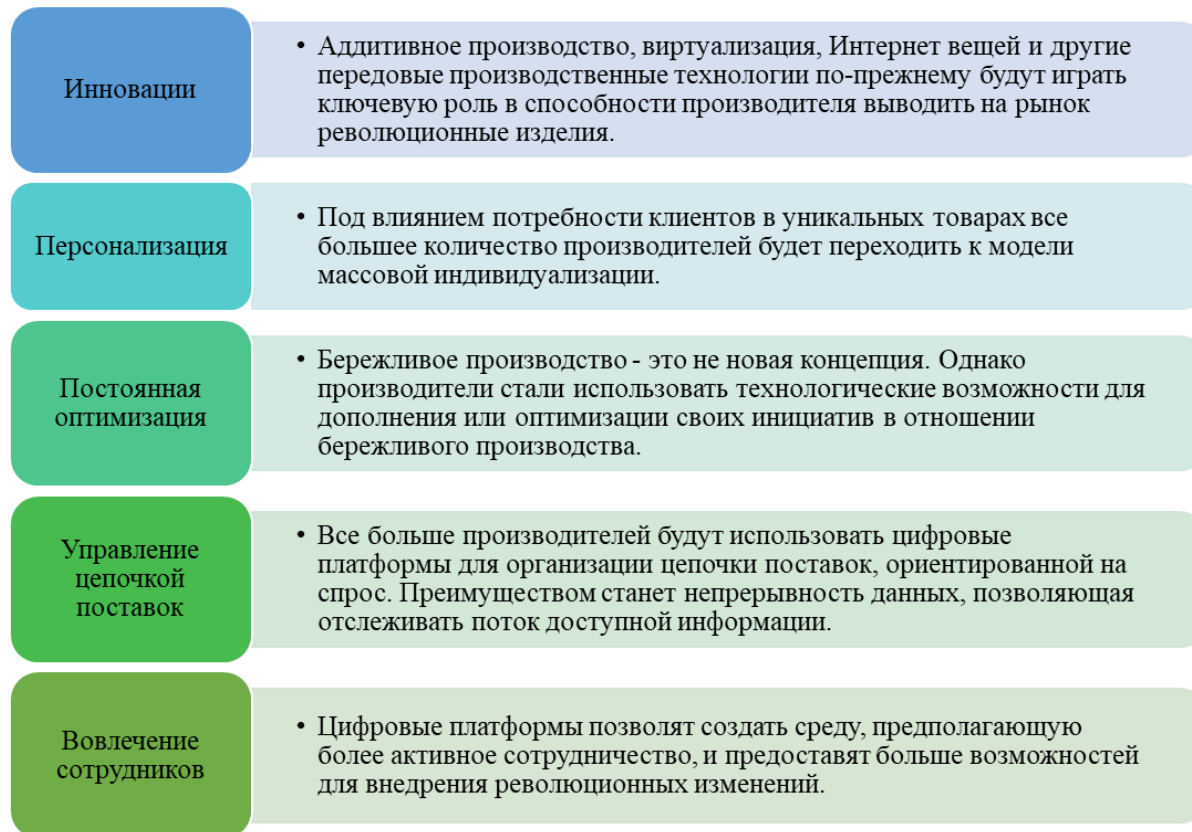 Инновации
• Аддитивное производство, виртуализация, Интернет вещей и другие
передовые производственные технологии по-прежнему будут играть
ключевую роль в способности производителя выводить на рынок
революционные изделия.
Персонализация
• Под влиянием потребности клиентов в уникальных товарах все
большее количество производителей будет переходить к модели
массовой индивидуализации.
Постоянная
оптимизация
• Бережливое производство - это не новая концепция. Однако
производители стали использовать технологические возможности для
дополнения или оптимизации своих инициатив в отношении
бережливого производства.
Управление
цепочкой
поставок
• Все больше производителей будут использовать цифровые
платформы для организации цепочки поставок, ориентированной на
спрос. Преимуществом станет непрерывность данных, позволяющая
отслеживать поток доступной информации.
Вовлечение
сотрудников
• Цифровые платформы позволят создать среду, предполагающую
более активное сотрудничество, и предоставят больше возможностей
для внедрения революционных изменений.